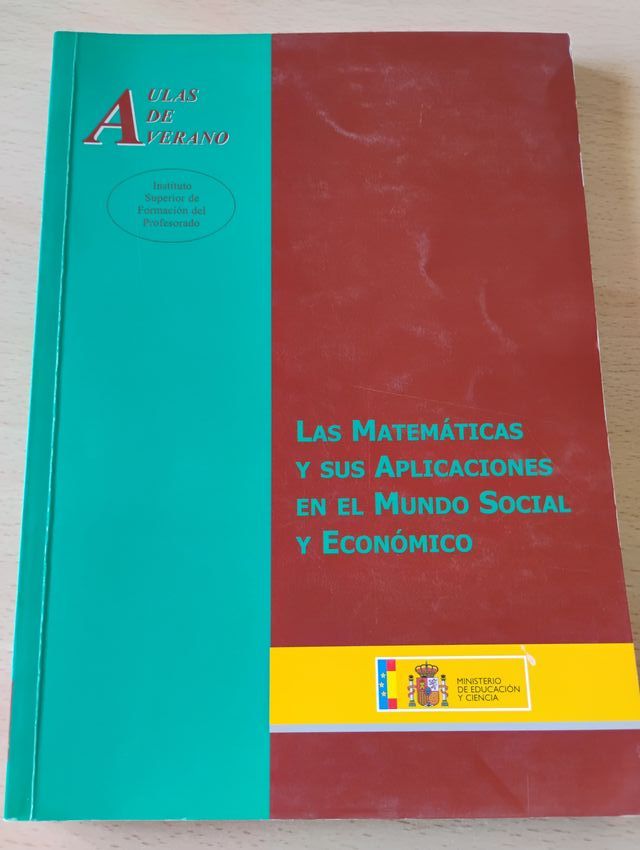 AULAS
DE
VERANO
Instituto
Superior de
Formación del
Profesorado
LAS MATEMÁTICAS
Y SUS APLICACIONES
EN EL MUNDO SOCIAL
Y ECONÓMICO
MINISTERIO
DE EDUCACIÓN
Y CIENCIA